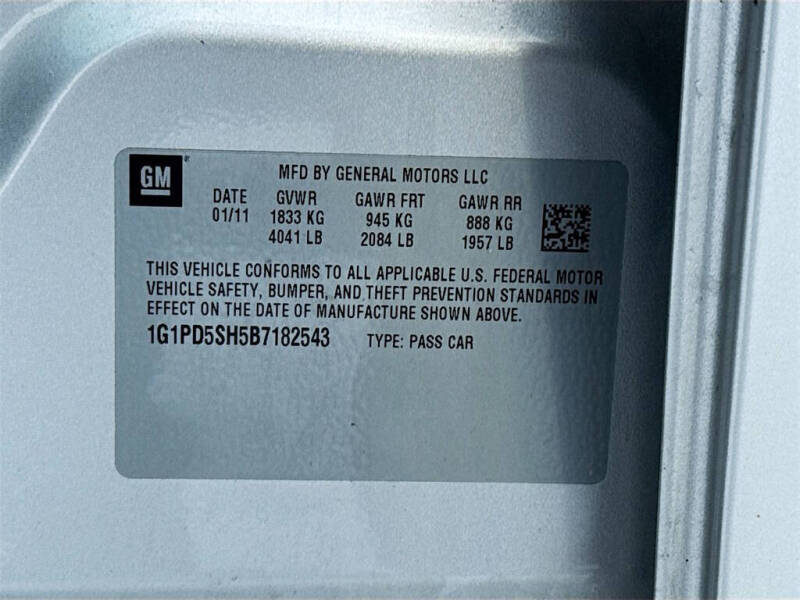 GM ®
MFD BY GENERAL MOTORS LLC
DATE GVWR GAWR FRT GAWR RR
01/11 1833 KG 945 KG 888 KG
4041 LB 2084 LB 1957 LB
THIS VEHICLE CONFORMS TO ALL APPLICABLE U.S. FEDERAL MOTOR
VEHICLE SAFETY, BUMPER, AND THEFT PREVENTION STANDARDS IN
EFFECT ON THE DATE OF MANUFACTURE SHOWN ABOVE.
1G1PD5SH5B7182543 TYPE: PASS CAR